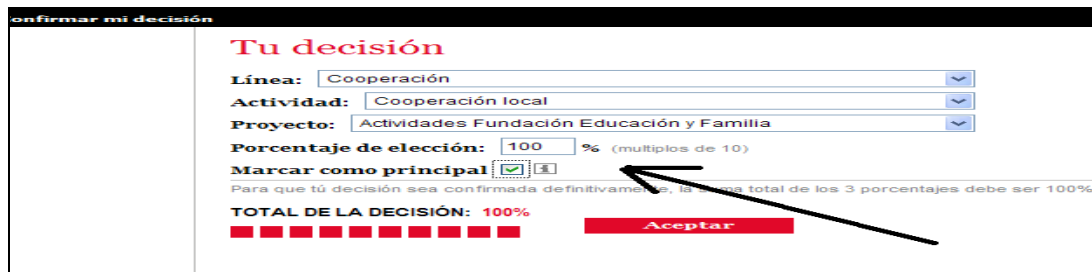 onfirmar mi decisión
Tu decisión
Línea: Cooperación
Actividad: Cooperación local
Proyecto: Actividades Fundación Educación y Familia
Porcentaje de elección: 100 % (multiplos de 10)
Marcar como principal i
Para que tú decisión sea confirmada definitivamente, la suma total de los 3 porcentajes debe ser 100%
TOTAL DE LA DECISIÓN: 100%
Aceptar